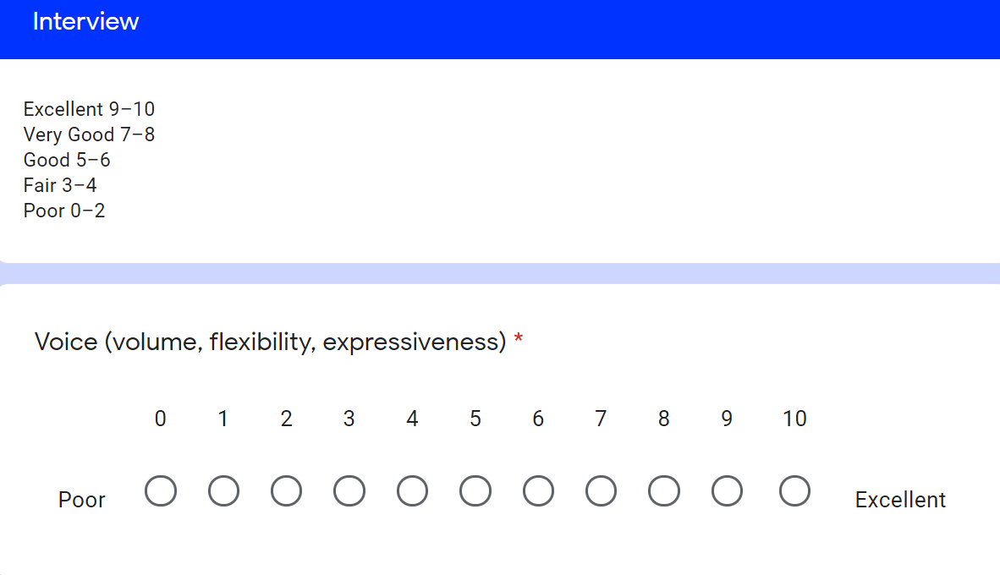 Interview
Excellent 9–10
Very Good 7–8
Good 5–6
Fair 3–4
Poor 0–2
Voice (volume, flexibility, expressiveness) *
0 1 2 3 4 5 6 7 8 9 10
Poor Excellent